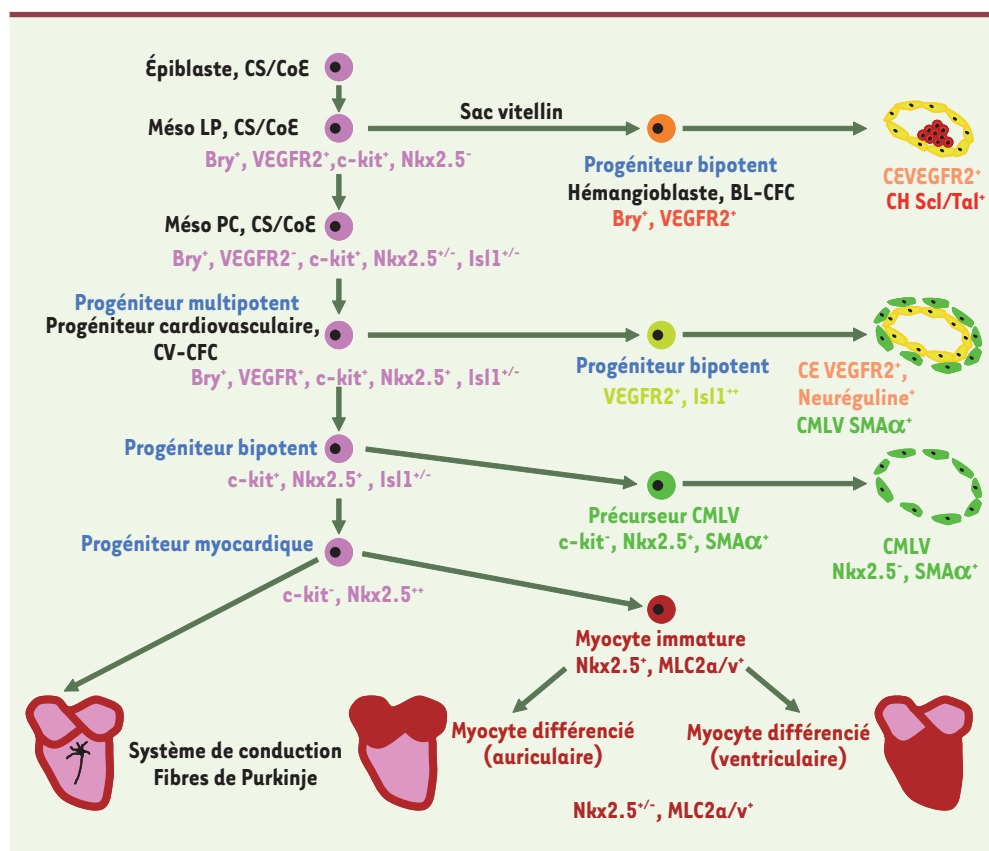 Épiblaste, CS/CoE
Méso LP, CS/CoE
Bry⁺, VEGFR2⁺,c-kit⁺, Nkx2.5⁻
Sac vitellin
Progéniteur bipotent
Hémangioblaste, BL-CFC
Bry⁺, VEGFR2⁺
CEVEGFR2⁺
CH Scl/Tal⁺
Méso PC, CS/CoE
Bry⁺, VEGFR2⁻, c-kit⁺, Nkx2.5⁺/⁻, Isl1⁺/⁻
Progéniteur multipotent
Progéniteur cardiovasculaire,
CV-CFC
Bry⁺, VEGFR⁺, c-kit⁺, Nkx2.5⁺ , Isl1⁺/⁻
Progéniteur bipotent
VEGFR2⁺, Isl1⁺⁺
CE VEGFR2⁺,
Neuréguline⁺
CMLV SMAα⁺
Progéniteur bipotent
c-kit⁺, Nkx2.5⁺ , Isl1⁺/⁻
Précurseur CMLV
c-kit⁻, Nkx2.5⁺, SMAα⁺
CMLV
Nkx2.5⁻, SMAα⁺
Progéniteur myocardique
c-kit⁻, Nkx2.5⁺⁺
Myocyte immature
Nkx2.5⁺, MLC2a/v⁺
Système de conduction
Fibres de Purkinje
Myocyte différencié
(auriculaire)
Myocyte différencié
(ventriculaire)
Nkx2.5⁺/⁻, MLC2a/v⁺